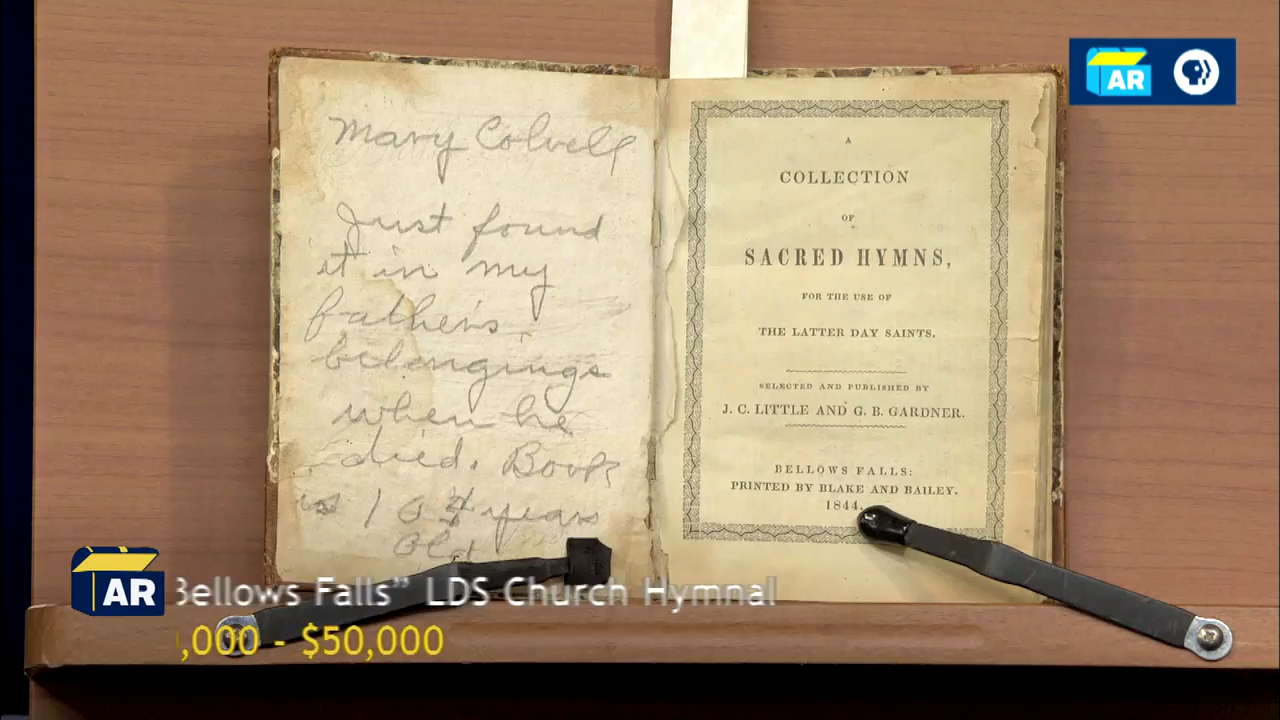 Mary Colvell
Just found
it in my
father's
belongings
when he
died. Book
is 104 years
Old
A
COLLECTION
OF
SACRED HYMNS,
FOR THE USE OF
THE LATTER DAY SAINTS.
SELECTED AND PUBLISHED BY
J. C. LITTLE AND G. B. GARDNER.
BELLOWS FALLS:
PRINTED BY BLAKE AND BAILEY.
1844.
AR
AR
Bellows Falls" LDS Church Hymnal
,000 - $50,000